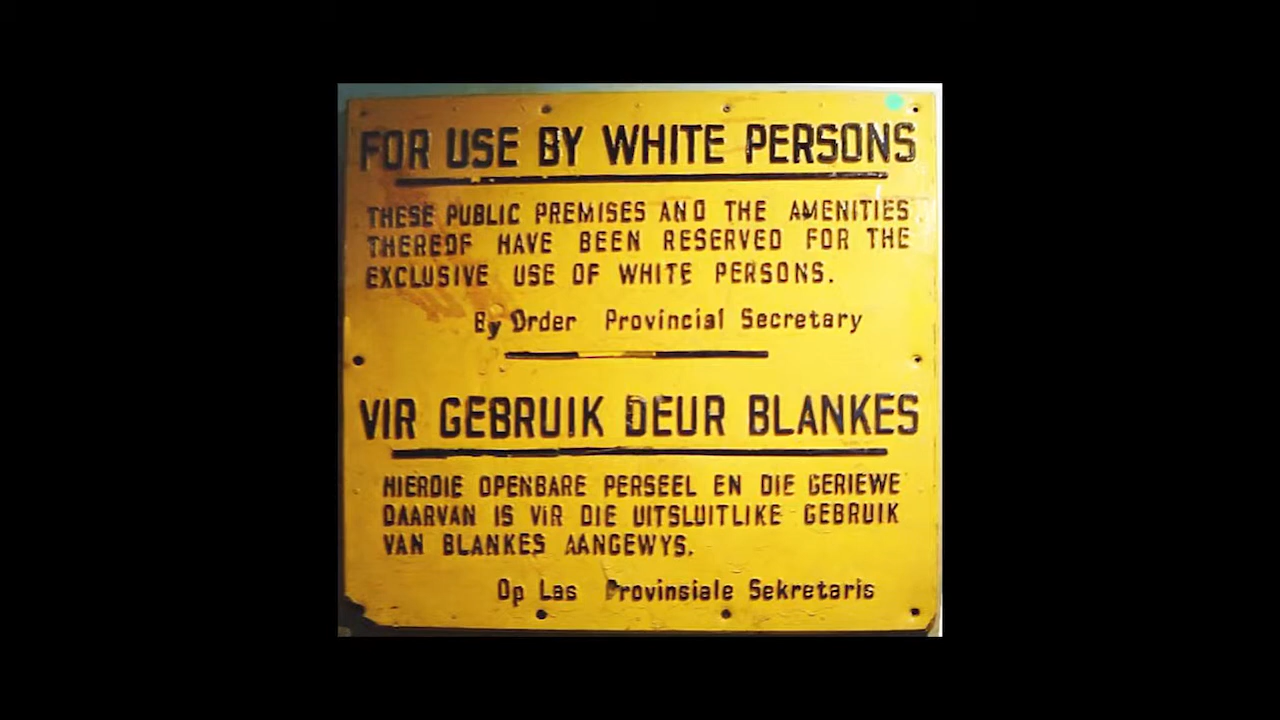 FOR USE BY WHITE PERSONS
THESE PUBLIC PREMISES AND THE AMENITIES
THEREOF HAVE BEEN RESERVED FOR THE
EXCLUSIVE USE OF WHITE PERSONS.
By Order Provincial Secretary
VIR GEBRUIK DEUR BLANKES
HIERDIE OPENBARE PERSEEL EN DIE GERIEWE
DAARVAN IS VIR DIE UITSLUITLIKE GEBRUIK
VAN BLANKES AANGEWYS.
Op Las Provinsiale Sekretaris